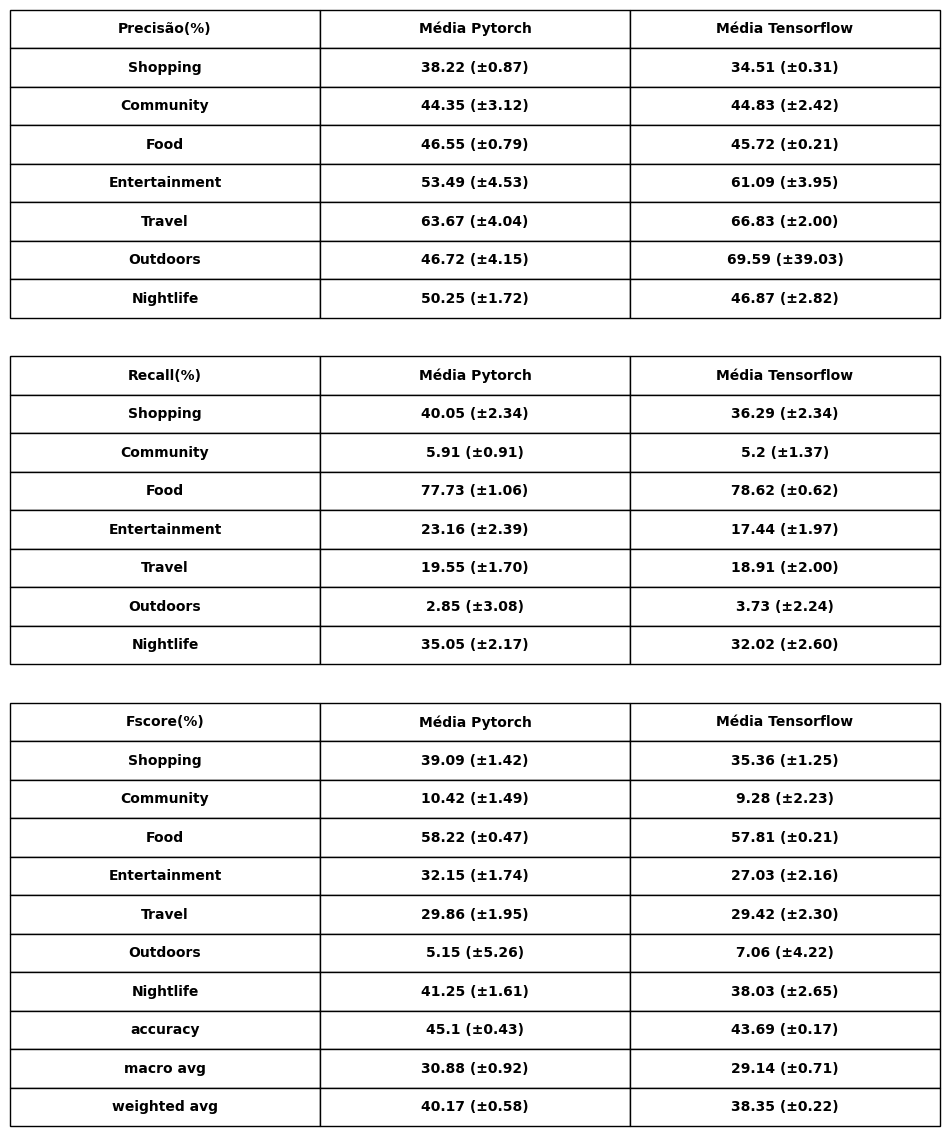 Precisão(%) Média Pytorch Média Tensorflow
Shopping 38.22 (±0.87) 34.51 (±0.31)
Community 44.35 (±3.12) 44.83 (±2.42)
Food 46.55 (±0.79) 45.72 (±0.21)
Entertainment 53.49 (±4.53) 61.09 (±3.95)
Travel 63.67 (±4.04) 66.83 (±2.00)
Outdoors 46.72 (±4.15) 69.59 (±39.03)
Nightlife 50.25 (±1.72) 46.87 (±2.82)
Recall(%) Média Pytorch Média Tensorflow
Shopping 40.05 (±2.34) 36.29 (±2.34)
Community 5.91 (±0.91) 5.2 (±1.37)
Food 77.73 (±1.06) 78.62 (±0.62)
Entertainment 23.16 (±2.39) 17.44 (±1.97)
Travel 19.55 (±1.70) 18.91 (±2.00)
Outdoors 2.85 (±3.08) 3.73 (±2.24)
Nightlife 35.05 (±2.17) 32.02 (±2.60)
Fscore(%) Média Pytorch Média Tensorflow
Shopping 39.09 (±1.42) 35.36 (±1.25)
Community 10.42 (±1.49) 9.28 (±2.23)
Food 58.22 (±0.47) 57.81 (±0.21)
Entertainment 32.15 (±1.74) 27.03 (±2.16)
Travel 29.86 (±1.95) 29.42 (±2.30)
Outdoors 5.15 (±5.26) 7.06 (±4.22)
Nightlife 41.25 (±1.61) 38.03 (±2.65)
accuracy 45.1 (±0.43) 43.69 (±0.17)
macro avg 30.88 (±0.92) 29.14 (±0.71)
weighted avg 40.17 (±0.58) 38.35 (±0.22)